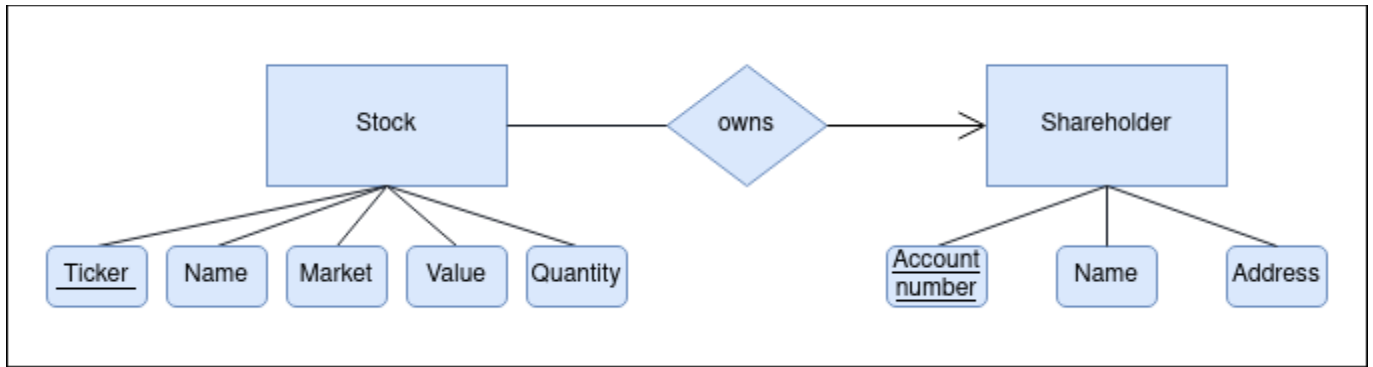 Stock
owns
Shareholder
Ticker
Name
Market
Value
Quantity
Account
number
Name
Address